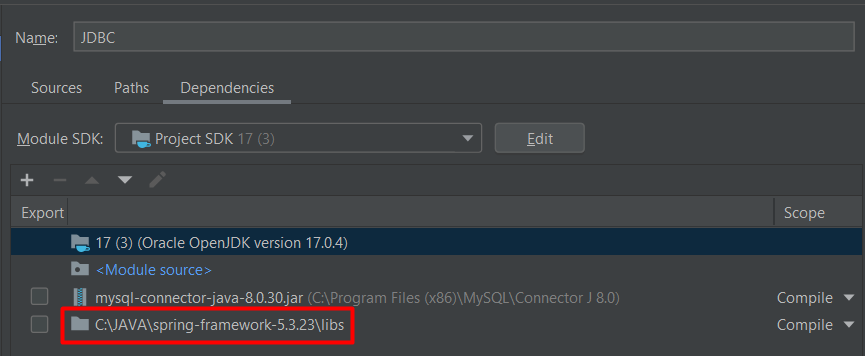 Name: JDBC
Sources Paths Dependencies
Module SDK: Project SDK 17 (3) Edit
Export Scope
17 (3) (Oracle OpenJDK version 17.0.4)
<Module source>
mysql-connector-java-8.0.30.jar (C:\Program Files (x86)\MySQL\Connector J 8.0) Compile
C:\JAVA\spring-framework-5.3.23\libs Compile